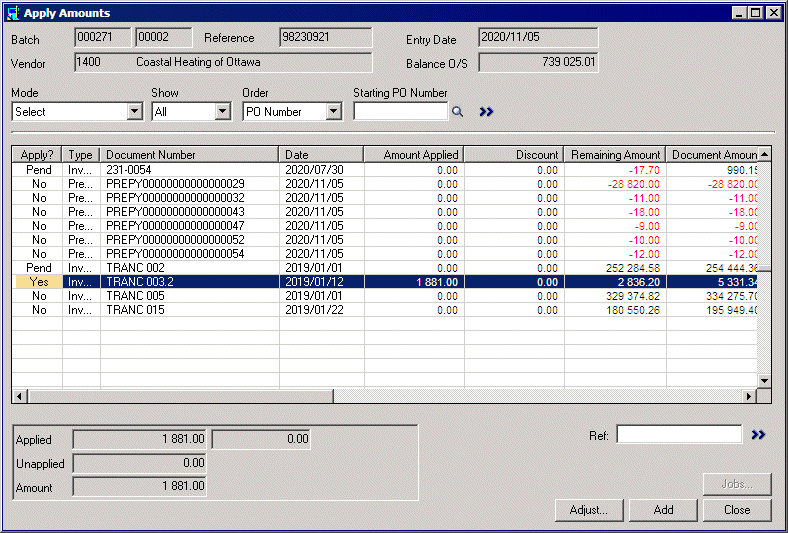 Apply Amounts
Batch 000271 00002 Reference 98230921 Entry Date 2020/11/05
Vendor 1400 Coastal Heating of Ottawa Balance O/S 739 025.01
Mode Show Order Starting PO Number
Select All PO Number
Apply? Type Document Number Date Amount Applied Discount Remaining Amount Document Amoun
Pend Inv... 231-0054 2020/07/30 0.00 0.00 -17.70 990.15
No Pre... PREPY00000000000000029 2020/11/05 0.00 0.00 -28 820.00 -28 820.00
No Pre... PREPY00000000000000032 2020/11/05 0.00 0.00 -11.00 -11.00
No Pre... PREPY00000000000000043 2020/11/05 0.00 0.00 -18.00 -18.00
No Pre... PREPY00000000000000047 2020/11/05 0.00 0.00 -9.00 -9.00
No Pre... PREPY00000000000000052 2020/11/05 0.00 0.00 -10.00 -10.00
No Pre... PREPY00000000000000054 2020/11/05 0.00 0.00 -12.00 -12.00
Pend Inv... TRANC 002 2019/01/01 0.00 0.00 252 284.58 254 444.36
Yes Inv... TRANC 003.2 2019/01/12 1 881.00 0.00 2 836.20 5 331.34
No Inv... TRANC 005 2019/01/01 0.00 0.00 329 374.82 334 275.70
No Inv... TRANC 015 2019/01/22 0.00 0.00 180 550.26 195 949.40
Applied 1 881.00 0.00 Ref:
Unapplied 0.00
Amount 1 881.00
Jobs...
Adjust... Add Close